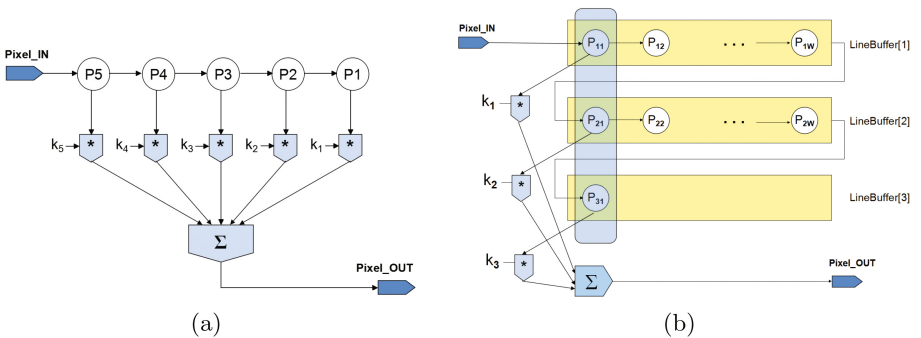 Pixel_IN
P5 P4 P3 P2 P1
k5 * k4 * k3 * k2 * k1 *
Σ
Pixel_OUT
(a)
Pixel_IN
P11 P12 • • • P1W LineBuffer[1]
k1 *
P21 P22 • • • P2W LineBuffer[2]
k2 *
P31 LineBuffer[3]
k3 *
Σ
Pixel_OUT
(b)